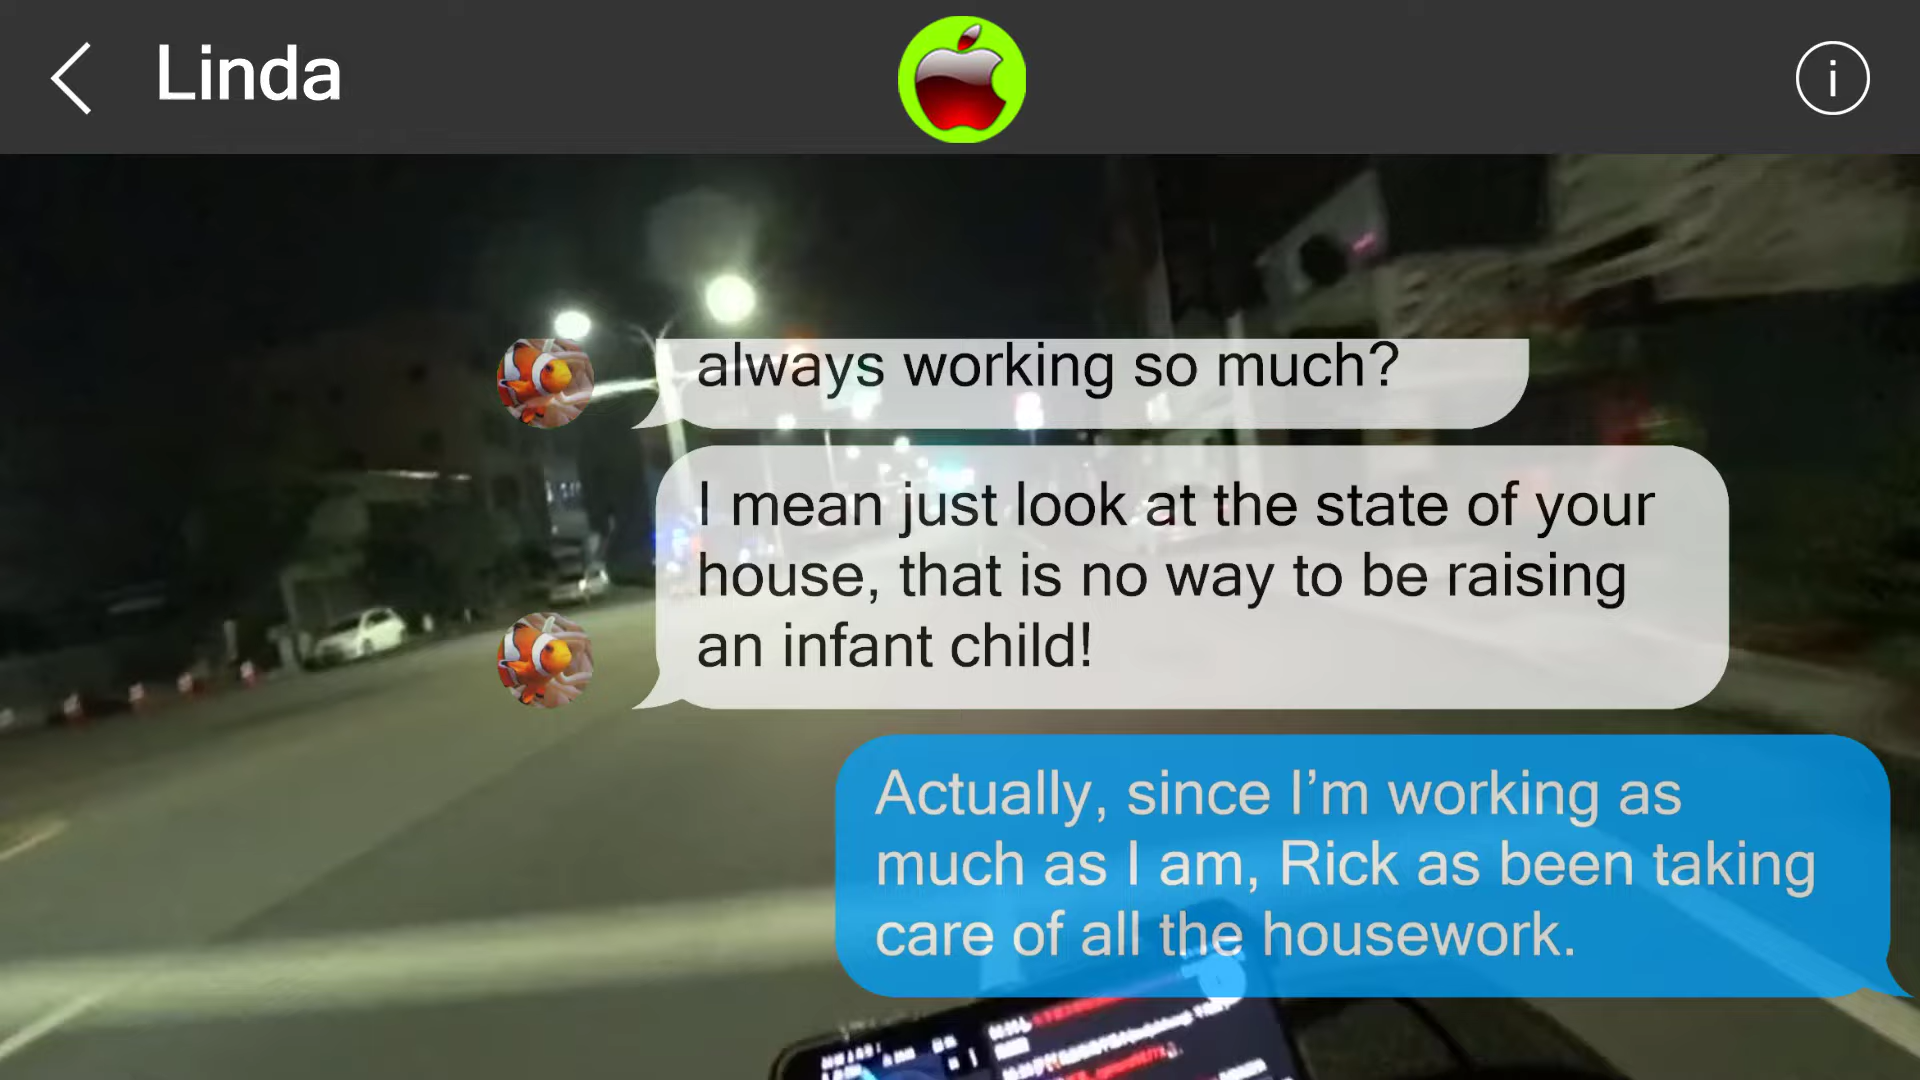 Linda
always working so much?
I mean just look at the state of your
house, that is no way to be raising
an infant child!
Actually, since I’m working as
much as I am, Rick as been taking
care of all the housework.